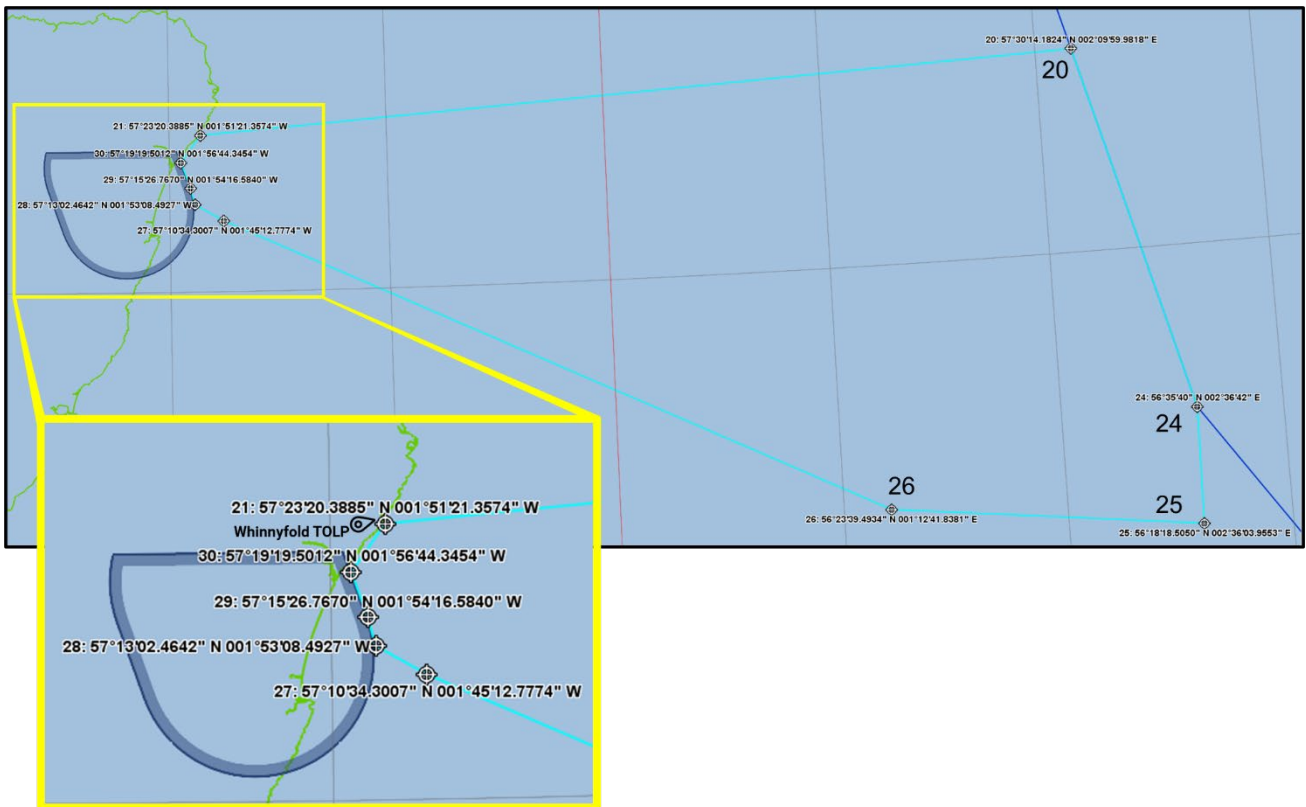 20: 57°30'14.1824" N 002°09'59.9818" E
20
21: 57°23'20.3885" N 001°51'21.3574" W
30: 57°19'19.5012" N 001°56'44.3454" W
29: 57°15'26.7670" N 001°54'16.5840" W
28: 57°13'02.4642" N 001°53'08.4927" W
27: 57°10'34.3007" N 001°45'12.7774" W
24: 56°35'40" N 002°36'42" E
24
26
26: 56°23'39.4934" N 001°12'41.8381" E
25
25: 56°18'18.5050" N 002°36'03.9553" E
21: 57°23'20.3885" N 001°51'21.3574" W
Whinnyfold TOLP
30: 57°19'19.5012" N 001°56'44.3454" W
29: 57°15'26.7670" N 001°54'16.5840" W
28: 57°13'02.4642" N 001°53'08.4927" W
27: 57°10'34.3007" N 001°45'12.7774" W